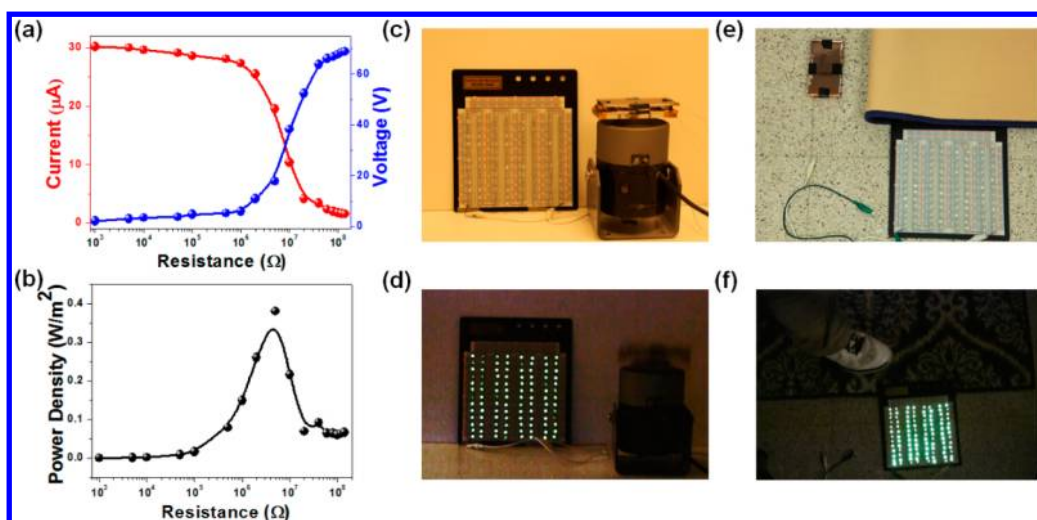 (a)
30
20
10
0
Current (μA)
60
40
20
0
Voltage (V)
10³ 10⁴ 10⁵ 10⁶ 10⁷ 10⁸
Resistance (Ω)
(b)
0.4
0.3
0.2
0.1
0.0
Power Density (W/m²)
10³ 10⁴ 10⁵ 10⁶ 10⁷ 10⁸
Resistance (Ω)
(c)
(d)
(e)
(f)